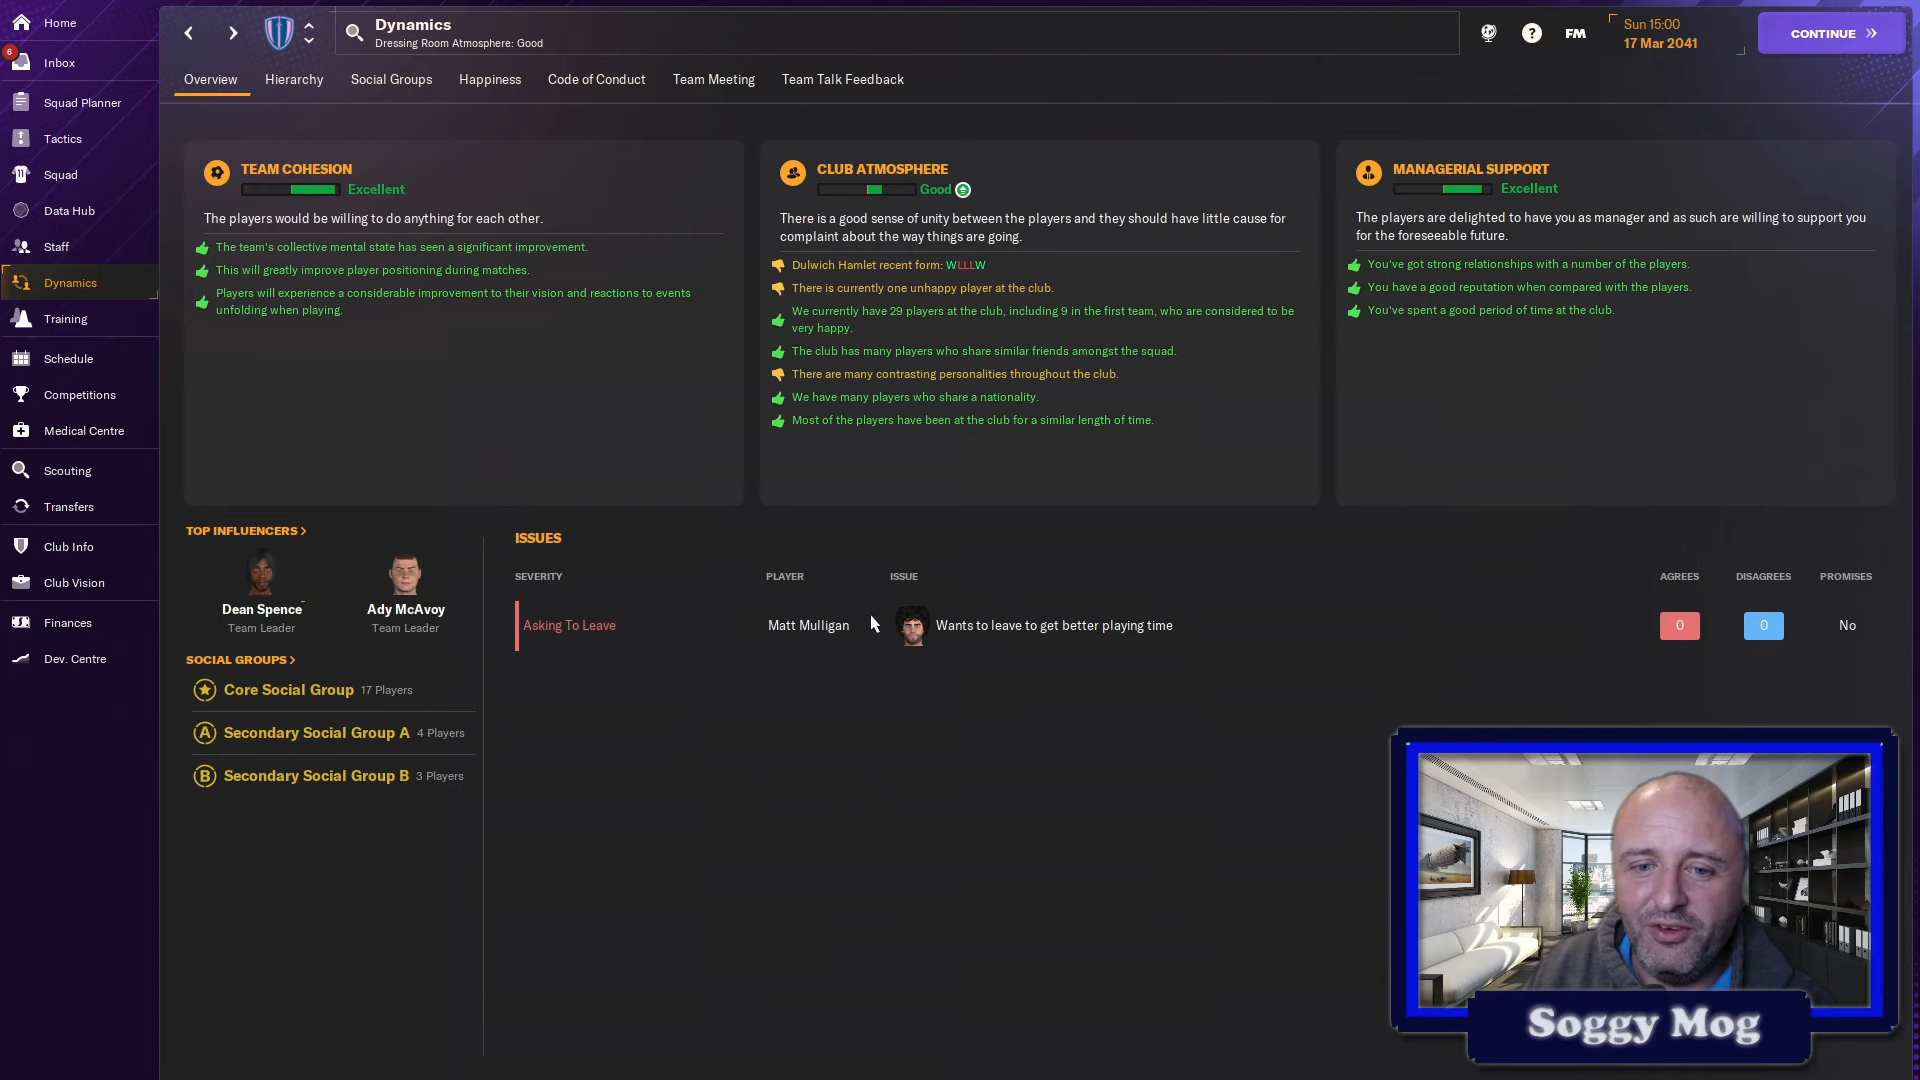 Home
Dynamics
Dressing Room Atmosphere: Good
FM
Sun 15:00
17 Mar 2041
CONTINUE
6
Inbox
Squad Planner
Tactics
Squad
Data Hub
Staff
Dynamics
Training
Schedule
Competitions
Medical Centre
Scouting
Transfers
Club Info
Club Vision
Finances
Dev. Centre
Overview
Hierarchy
Social Groups
Happiness
Code of Conduct
Team Meeting
Team Talk Feedback
TEAM COHESION
Excellent
The players would be willing to do anything for each other.
The team's collective mental state has seen a significant improvement.
This will greatly improve player positioning during matches.
Players will experience a considerable improvement to their vision and reactions to events
unfolding when playing.
CLUB ATMOSPHERE
Good
There is a good sense of unity between the players and they should have little cause for
complaint about the way things are going.
Dulwich Hamlet recent form: WLLLW
There is currently one unhappy player at the club.
We currently have 29 players at the club, including 9 in the first team, who are considered to be
very happy.
The club has many players who share similar friends amongst the squad.
There are many contrasting personalities throughout the club.
We have many players who share a nationality.
Most of the players have been at the club for a similar length of time.
MANAGERIAL SUPPORT
Excellent
The players are delighted to have you as manager and as such are willing to support you
for the foreseeable future.
You've got strong relationships with a number of the players.
You have a good reputation when compared with the players.
You've spent a good period of time at the club.
TOP INFLUENCERS >
Dean Spence
Team Leader
Ady McAvoy
Team Leader
SOCIAL GROUPS >
Core Social Group 17 Players
A Secondary Social Group A 4 Players
B Secondary Social Group B 3 Players
ISSUES
SEVERITY PLAYER ISSUE AGREES DISAGREES PROMISES
Asking To Leave Matt Mulligan Wants to leave to get better playing time 0 0 No
Soggy Mog